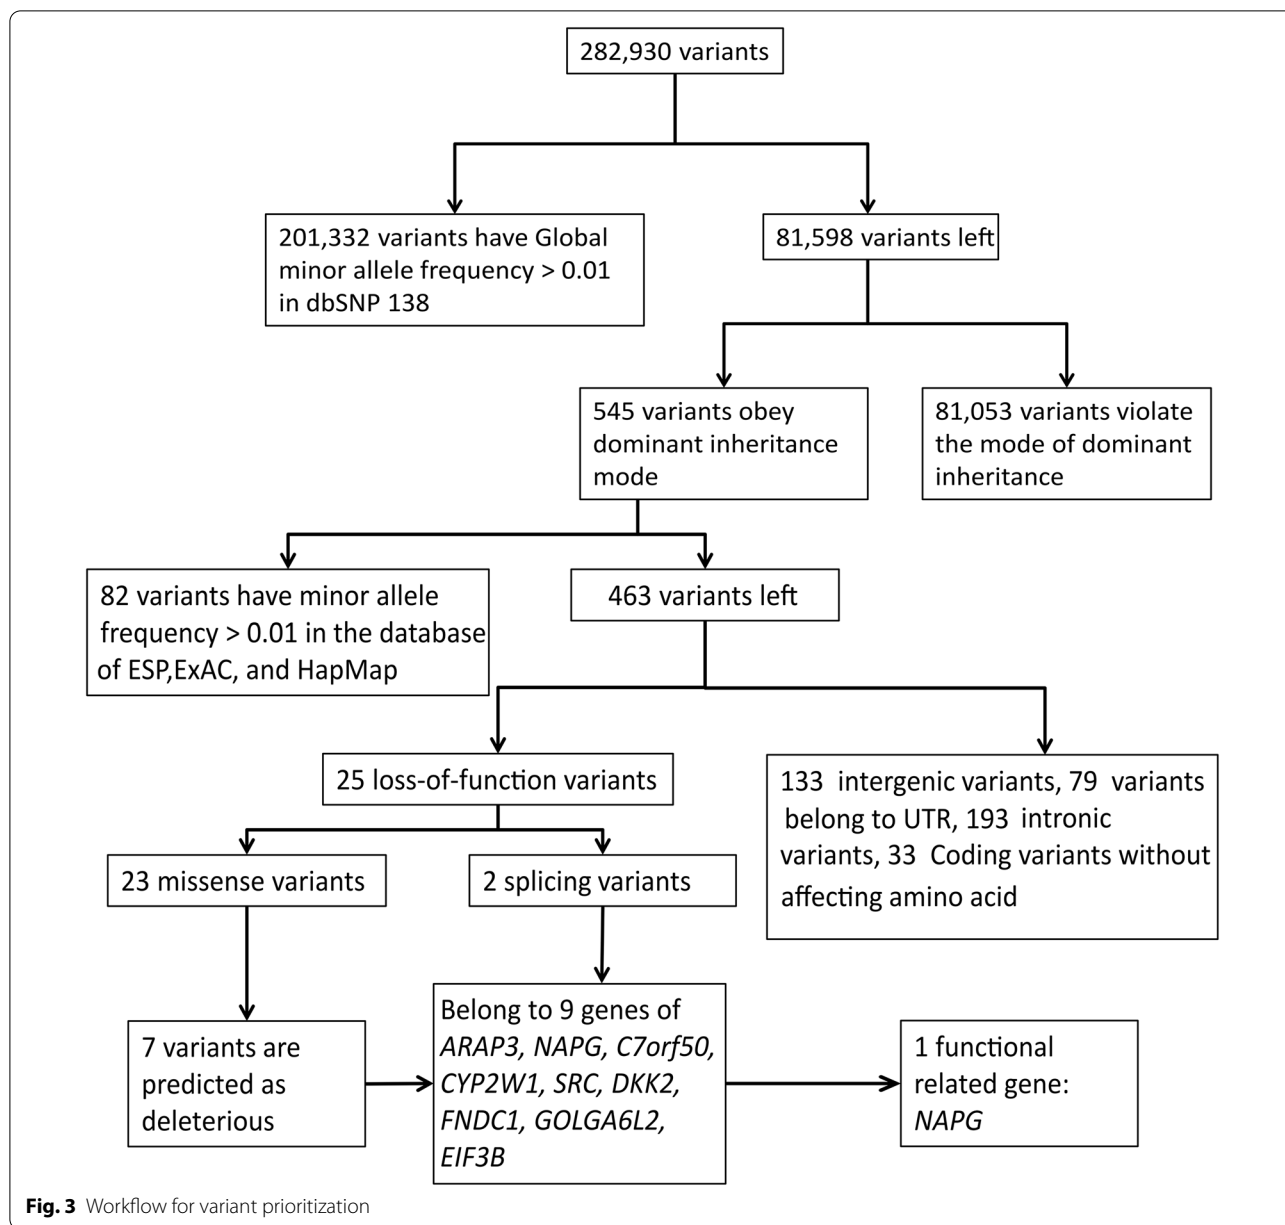 282,930 variants
201,332 variants have Global
minor allele frequency > 0.01
in dbSNP 138
81,598 variants left
545 variants obey
dominant inheritance
mode
81,053 variants violate
the mode of dominant
inheritance
82 variants have minor allele
frequency > 0.01 in the database
of ESP,ExAC, and HapMap
463 variants left
25 loss-of-function variants
133 intergenic variants, 79 variants
belong to UTR, 193 intronic
variants, 33 Coding variants without
affecting amino acid
23 missense variants
2 splicing variants
7 variants are
predicted as
deleterious
Belong to 9 genes of
ARAP3, NAPG, C7orf50,
CYP2W1, SRC, DKK2,
FNDC1, GOLGA6L2,
EIF3B
1 functional
related gene:
NAPG
Fig. 3 Workflow for variant prioritization